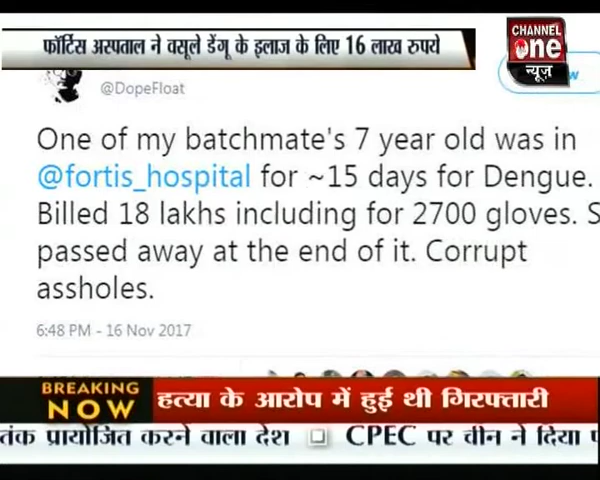 फॉर्टिस अस्पताल ने वसूले डेंगू के इलाज के लिए 16 लाख रुपये
CHANNEL
one
न्यूज़
@DopeFloat
One of my batchmate's 7 year old was in
@fortis_hospital for ~15 days for Dengue.
Billed 18 lakhs including for 2700 gloves. S
passed away at the end of it. Corrupt
assholes.
6:48 PM - 16 Nov 2017
BREAKING
NOW
हत्या के आरोप में हुई थी गिरफ्तारी
तंक प्रायोजित करने वाला देश CPEC पर चीन ने दिया